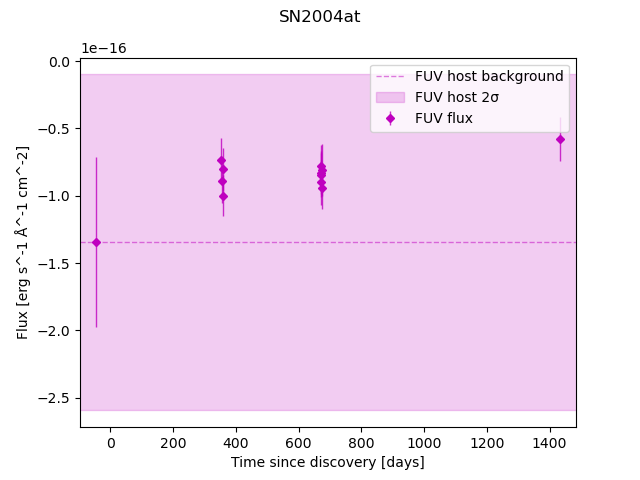 SN2004at
1e−16
FUV host background
FUV host 2σ
FUV flux
0.0
−0.5
−1.0
−1.5
−2.0
−2.5
Flux [erg s^-1 Å^-1 cm^-2]
0
200
400
600
800
1000
1200
1400
Time since discovery [days]